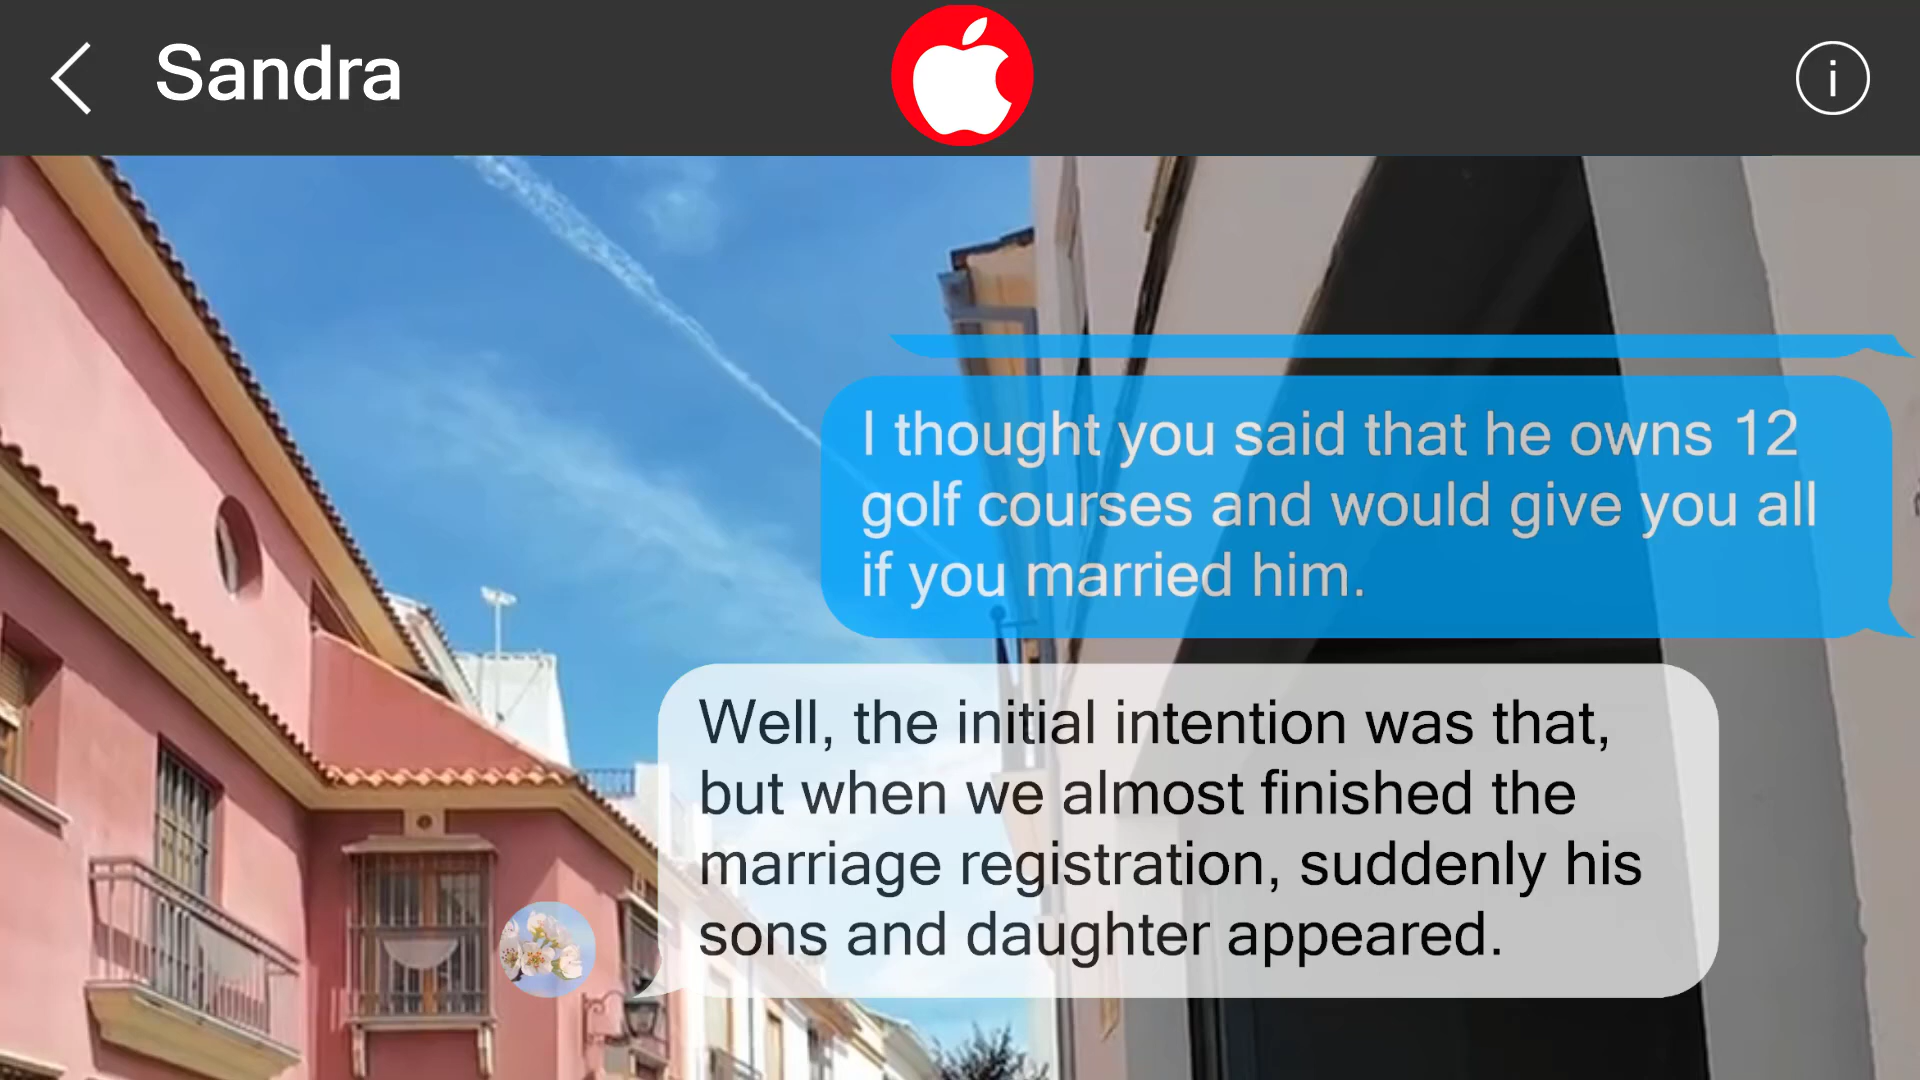 Sandra
I thought you said that he owns 12
golf courses and would give you all
if you married him.
Well, the initial intention was that,
but when we almost finished the
marriage registration, suddenly his
sons and daughter appeared.